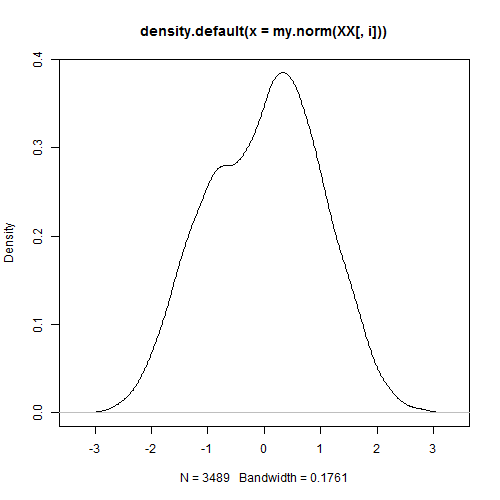 density.default(x = my.norm(XX[, i]))
Density
0.4
0.3
0.2
0.1
0.0
-3 -2 -1 0 1 2 3
N = 3489 Bandwidth = 0.1761